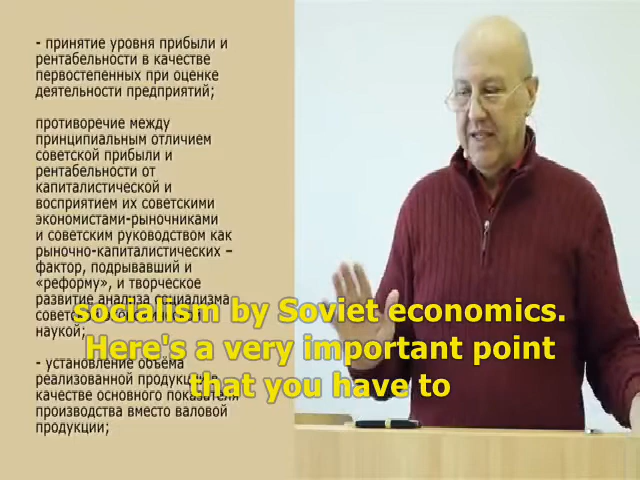 - принятие уровня прибыли и
рентабельности в качестве
первостепенных при оценке
деятельности предприятий;
противоречие между
принципиальным отличием
советской прибыли и
рентабельности от
капиталистической и
восприятием их советскими
экономистами-рыночниками
и советским руководством как
рыночно-капиталистических –
фактор, подрывавший и
«реформу», и творческое
развитие анализа социализма
наукой;
- установление объёма
реализованной
качестве основного показателя
производства вместо валовой
продукции;
socialism by Soviet economics.
Here's a very important point
that you have to